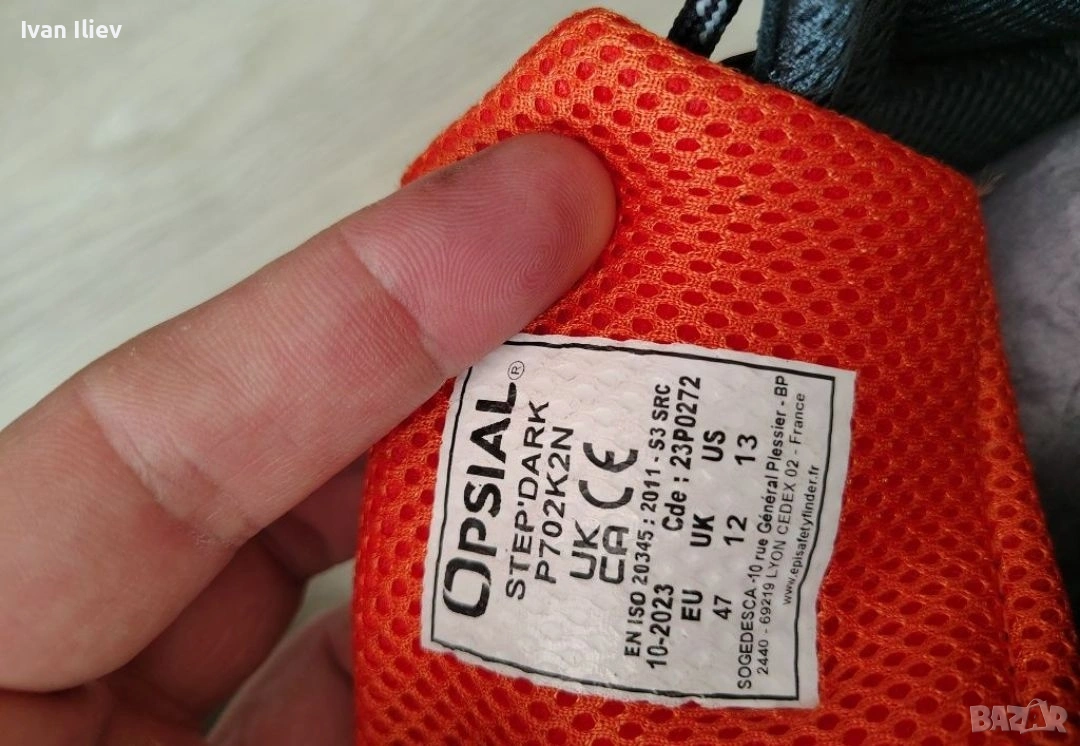 Ivan Iliev
OPSIAL®
STEP'DARK
P702K2N
UK CE
CA
EN ISO 20345 : 2011 - S3 SRC
10-2023 Cde : 23P0272
EU UK US
47 12 13
SOGEDESCA -10 rue Général Plessier - BP
2440 - 69219 LYON CEDEX 02 - France
www.episafetyfinder.fr
BAZAR